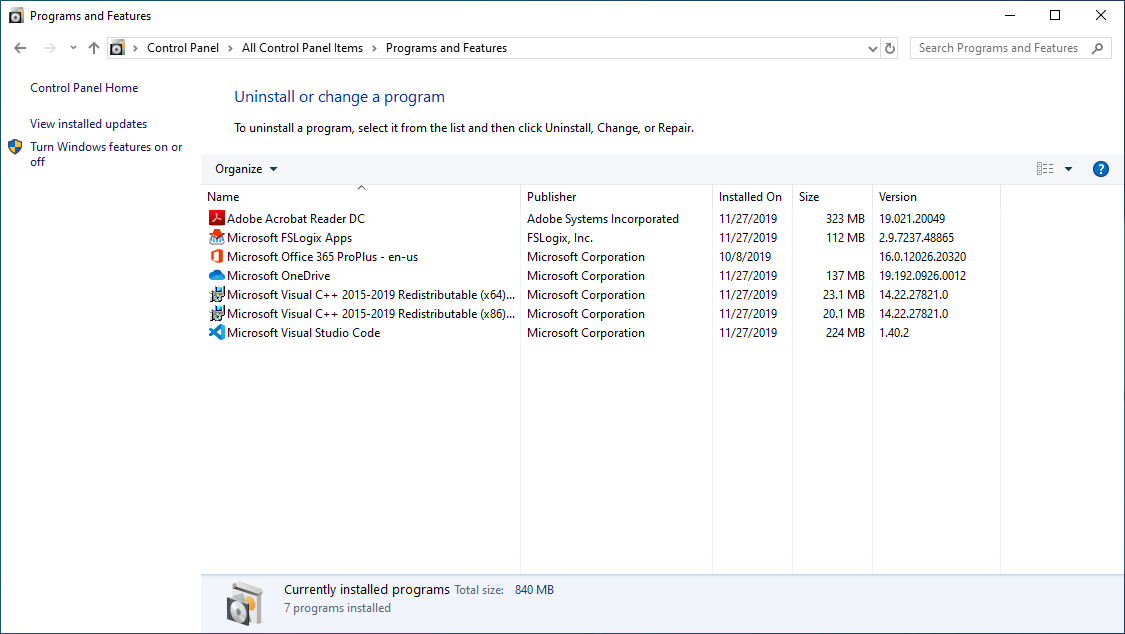 Programs and Features
Control Panel > All Control Panel Items > Programs and Features
Search Programs and Features
Control Panel Home
View installed updates
Turn Windows features on or
off
Uninstall or change a program
To uninstall a program, select it from the list and then click Uninstall, Change, or Repair.
Organize
Name Publisher Installed On Size Version
Adobe Acrobat Reader DC Adobe Systems Incorporated 11/27/2019 323 MB 19.021.20049
Microsoft FSLogix Apps FSLogix, Inc. 11/27/2019 112 MB 2.9.7237.48865
Microsoft Office 365 ProPlus - en-us Microsoft Corporation 10/8/2019 16.0.12026.20320
Microsoft OneDrive Microsoft Corporation 11/27/2019 137 MB 19.192.0926.0012
Microsoft Visual C++ 2015-2019 Redistributable (x64)... Microsoft Corporation 11/27/2019 23.1 MB 14.22.27821.0
Microsoft Visual C++ 2015-2019 Redistributable (x86)... Microsoft Corporation 11/27/2019 20.1 MB 14.22.27821.0
Microsoft Visual Studio Code Microsoft Corporation 11/27/2019 224 MB 1.40.2
Currently installed programs Total size: 840 MB
7 programs installed